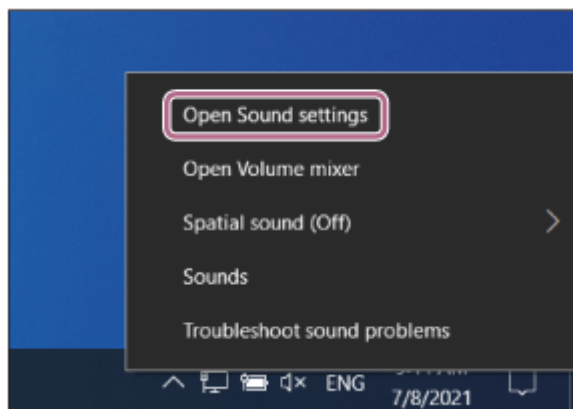 Open Sound settings
Open Volume mixer
Spatial sound (Off)
Sounds
Troubleshoot sound problems
ENG
7/8/2021